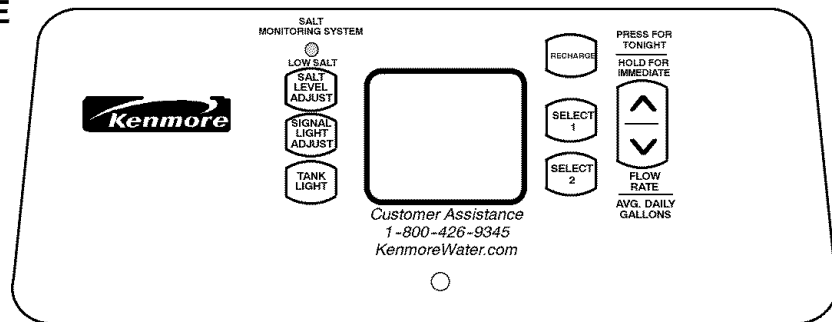 E
SALT
MONITORING SYSTEM
LOW SALT
SALT
LEVEL
ADJUST
SIGNAL
LIGHT
ADJUST
TANK
LIGHT
Kenmore
Customer Assistance
1-800-426-9345
KenmoreWater.com
RECHARGE
SELECT
1
SELECT
2
PRESS FOR
TONIGHT
HOLD FOR
IMMEDIATE
FLOW
RATE
AVG. DAILY
GALLONS